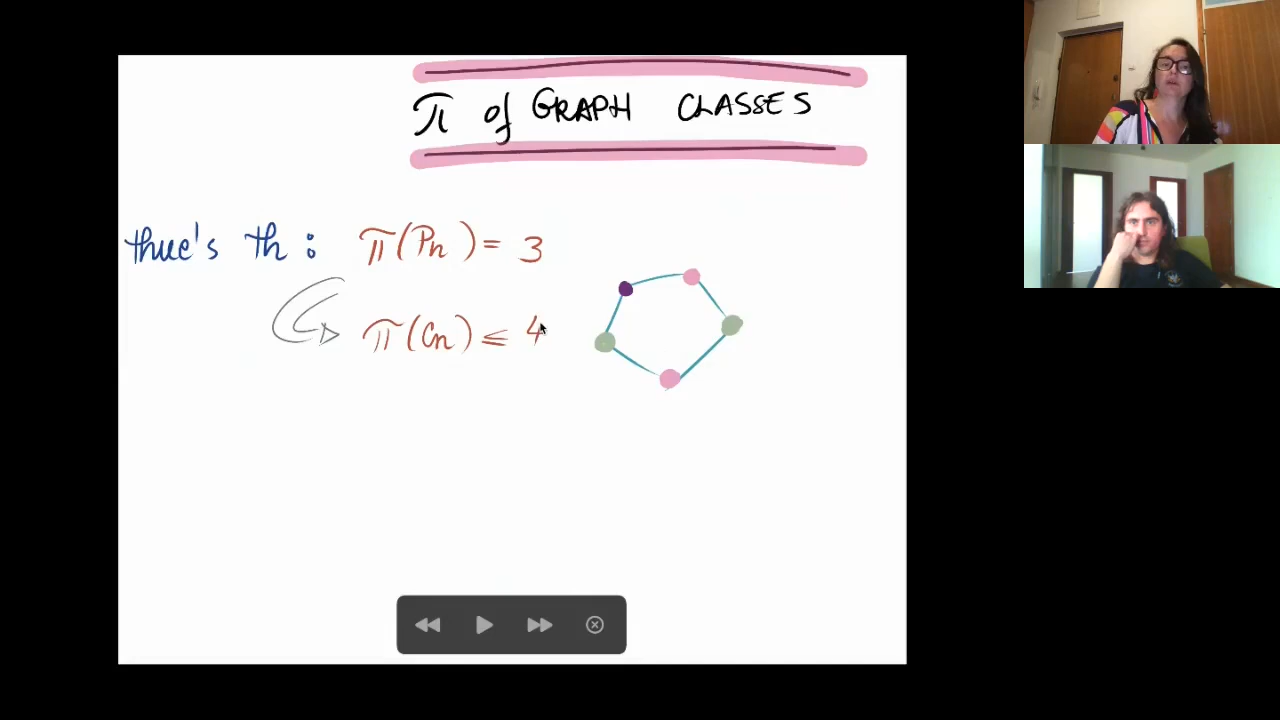 π of GRAPH CLASSES
thue's th : π(Pn) = 3
π(Cn) ≤ 4